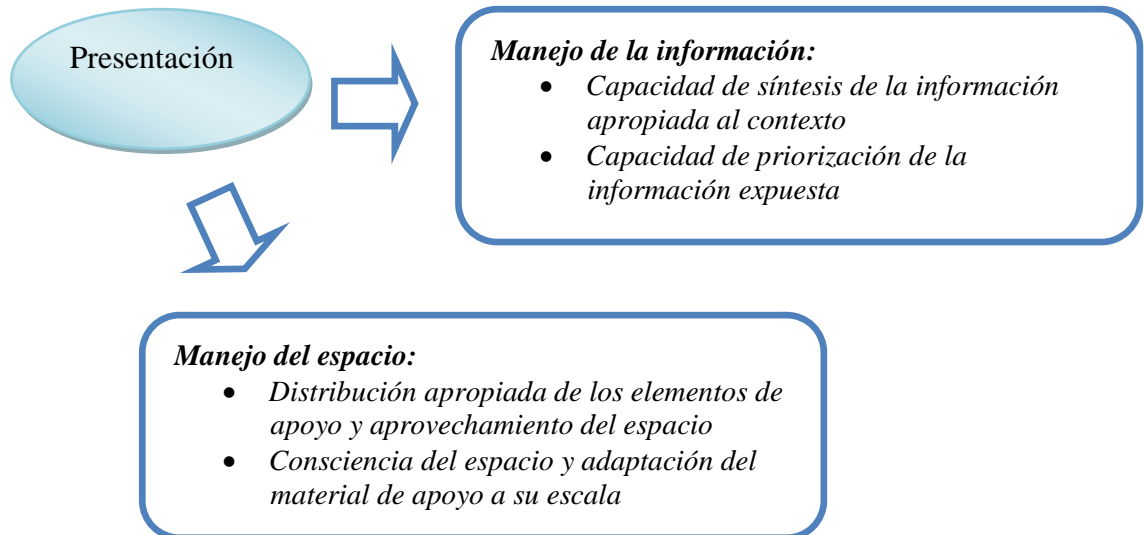 Presentación
Manejo de la información:
• Capacidad de síntesis de la información
apropiada al contexto
• Capacidad de priorización de la
información expuesta
Manejo del espacio:
• Distribución apropiada de los elementos de
apoyo y aprovechamiento del espacio
• Consciencia del espacio y adaptación del
material de apoyo a su escala